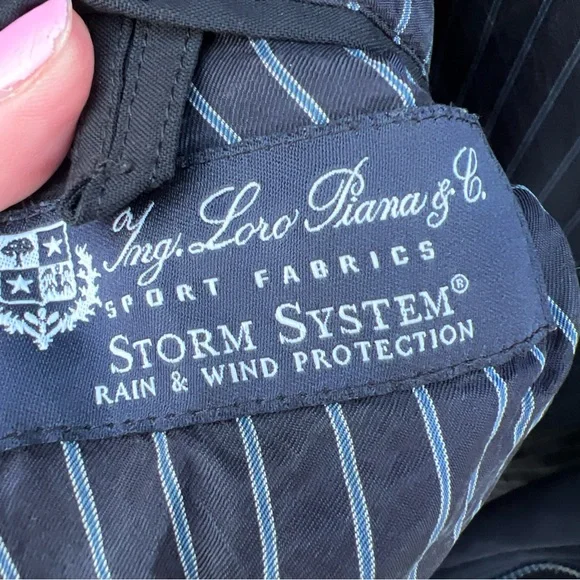 Ing. Loro Piana & C.
SPORT FABRICS
STORM SYSTEM®
RAIN & WIND PROTECTION